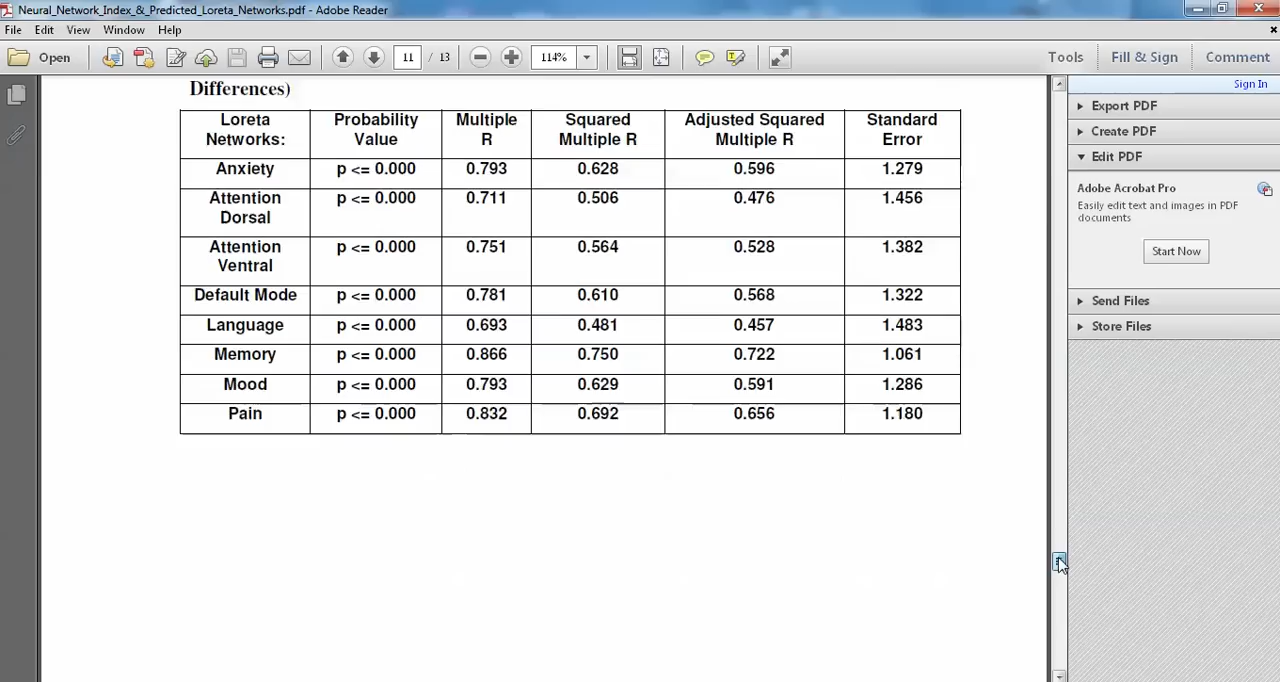 Neural_Network_Index_&_Predicted_Loreta_Networks.pdf - Adobe Reader
File Edit View Window Help
Open 11 / 13 114% Tools Fill & Sign Comment
Sign In
Differences)
Loreta Networks: Probability Value Multiple R Squared Multiple R Adjusted Squared Multiple R Standard Error
Anxiety p <= 0.000 0.793 0.628 0.596 1.279
Attention Dorsal p <= 0.000 0.711 0.506 0.476 1.456
Attention Ventral p <= 0.000 0.751 0.564 0.528 1.382
Default Mode p <= 0.000 0.781 0.610 0.568 1.322
Language p <= 0.000 0.693 0.481 0.457 1.483
Memory p <= 0.000 0.866 0.750 0.722 1.061
Mood p <= 0.000 0.793 0.629 0.591 1.286
Pain p <= 0.000 0.832 0.692 0.656 1.180
Export PDF
Create PDF
Edit PDF
Adobe Acrobat Pro
Easily edit text and images in PDF
documents
Start Now
Send Files
Store Files